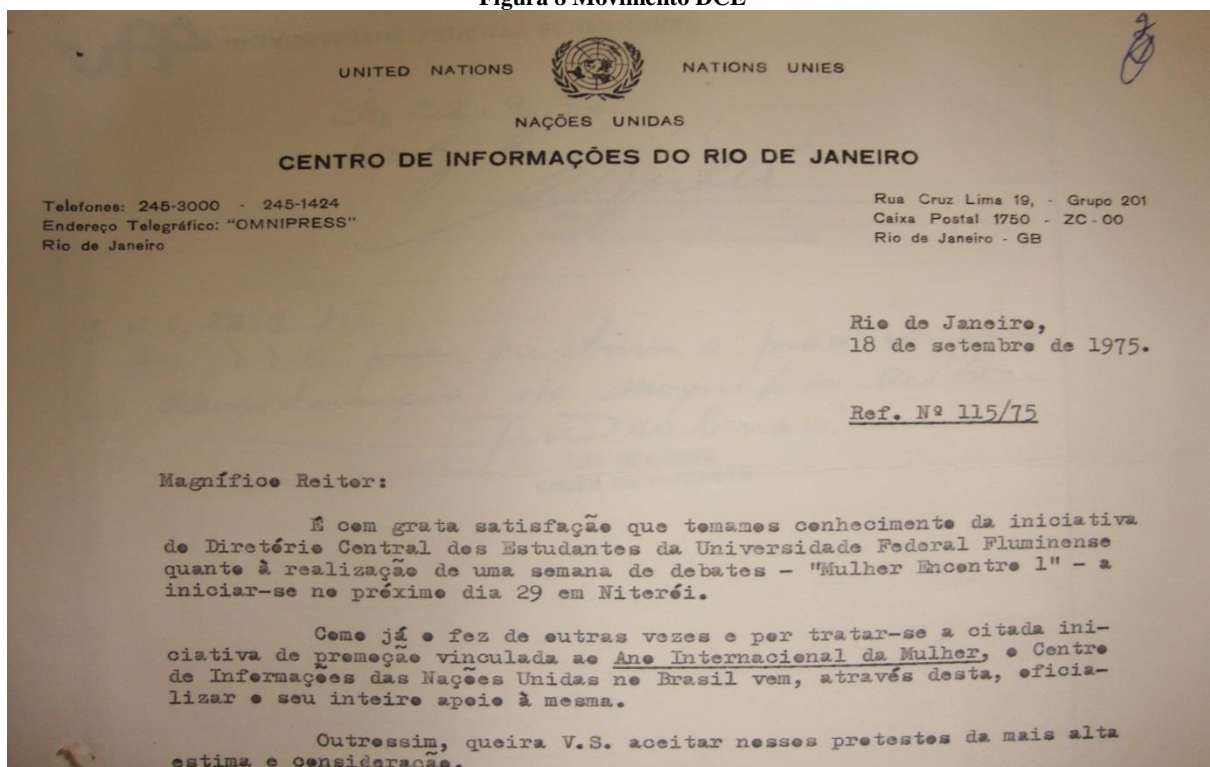 Figura 8 Movimento DCE
UNITED NATIONS NATIONS UNIES
NAÇÕES UNIDAS
CENTRO DE INFORMAÇÕES DO RIO DE JANEIRO
Telefones: 245-3000 - 245-1424
Endereço Telegráfico: "OMNIPRESS"
Rio de Janeiro
Rua Cruz Lima 19, - Grupo 201
Caixa Postal 1750 - ZC-00
Rio de Janeiro - GB
Rio de Janeiro,
18 de setembro de 1975.
Ref. Nº 115/75
Magnífico Reitor:
É com grata satisfação que tomamos conhecimento da iniciativa
do Diretório Central dos Estudantes da Universidade Federal Fluminense
quanto à realização de uma semana de debates - "Mulher Encontro 1" - a
iniciar-se no próximo dia 29 em Niterói.
Como já o fez de outras vezes e por tratar-se a citada ini-
ciativa de promoção vinculada ao Ano Internacional da Mulher, o Centro
de Informações das Nações Unidas no Brasil vem, através desta, oficia-
lizar o seu inteiro apoio à mesma.
Outrossim, queira V.S. aceitar nossos protestos da mais alta
estima e consideração.